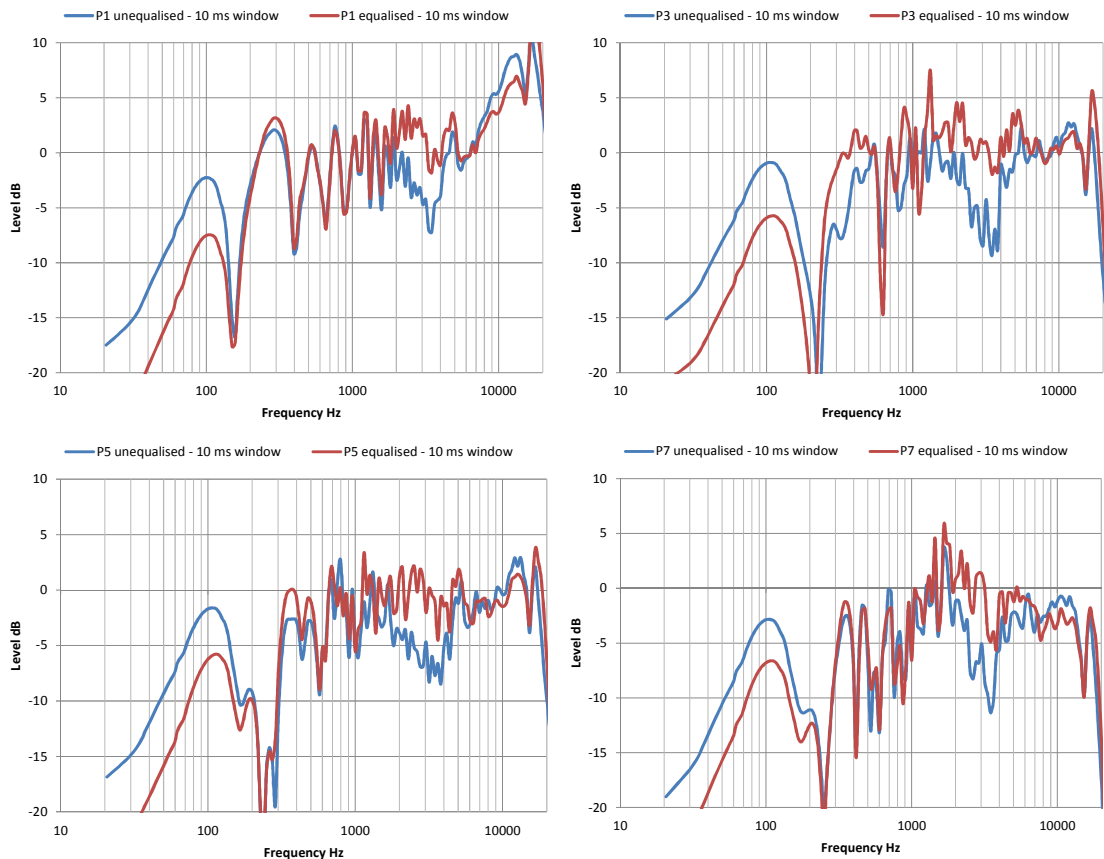 P1 unequalised - 10 ms window P1 equalised - 10 ms window
10
5
0
-5
-10
-15
-20
Level dB
10 100 1000 10000
Frequency Hz
P3 unequalised - 10 ms window P3 equalised - 10 ms window
10
5
0
-5
-10
-15
-20
Level dB
10 100 1000 10000
Frequency Hz
P5 unequalised - 10 ms window P5 equalised - 10 ms window
10
5
0
-5
-10
-15
-20
Level dB
10 100 1000 10000
Frequency Hz
P7 unequalised - 10 ms window P7 equalised - 10 ms window
10
5
0
-5
-10
-15
-20
Level dB
10 100 1000 10000
Frequency Hz